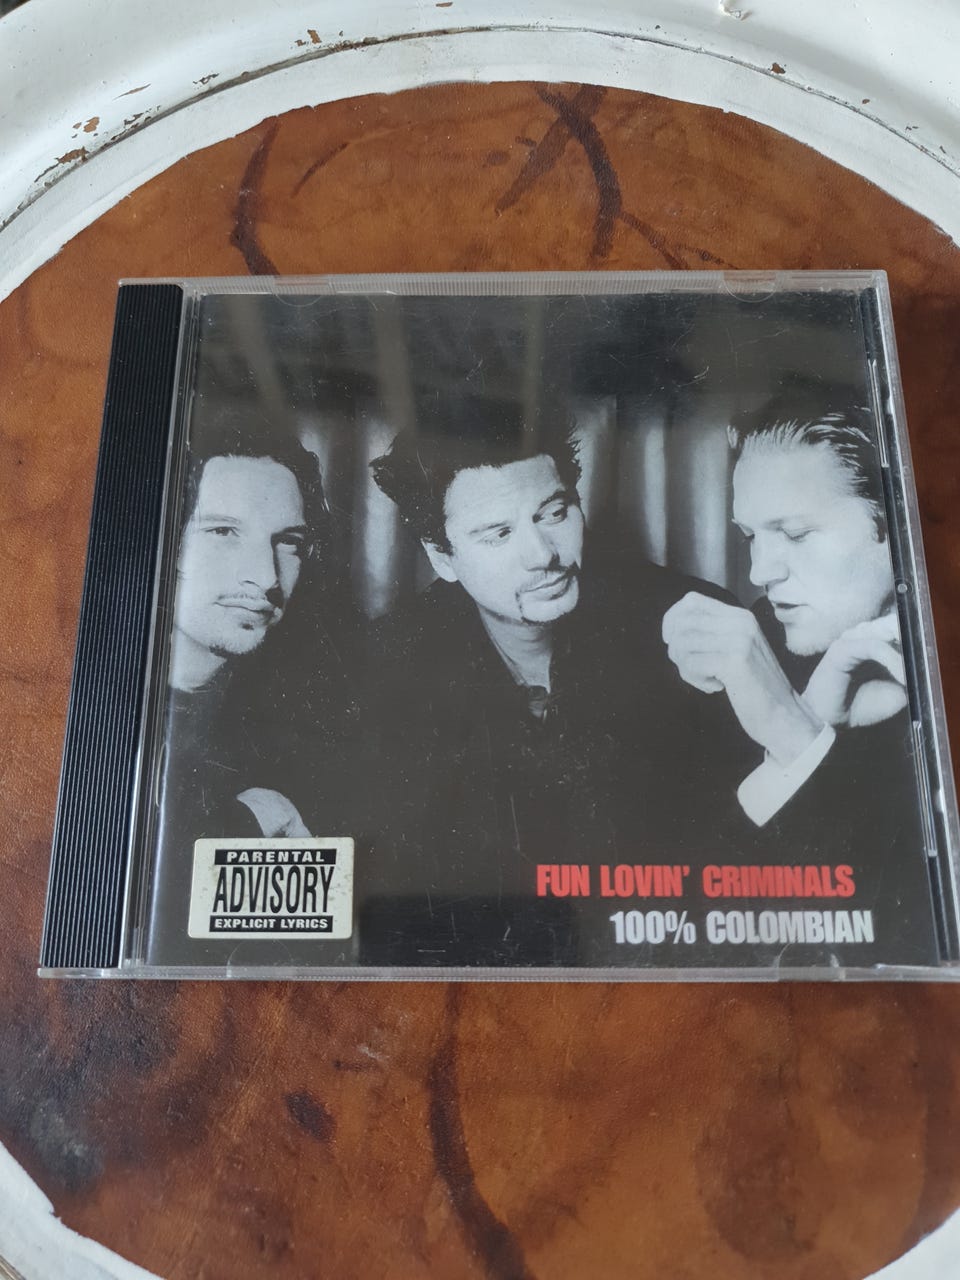 PARENTAL
ADVISORY
EXPLICIT LYRICS
FUN LOVIN' CRIMINALS
100% COLOMBIAN